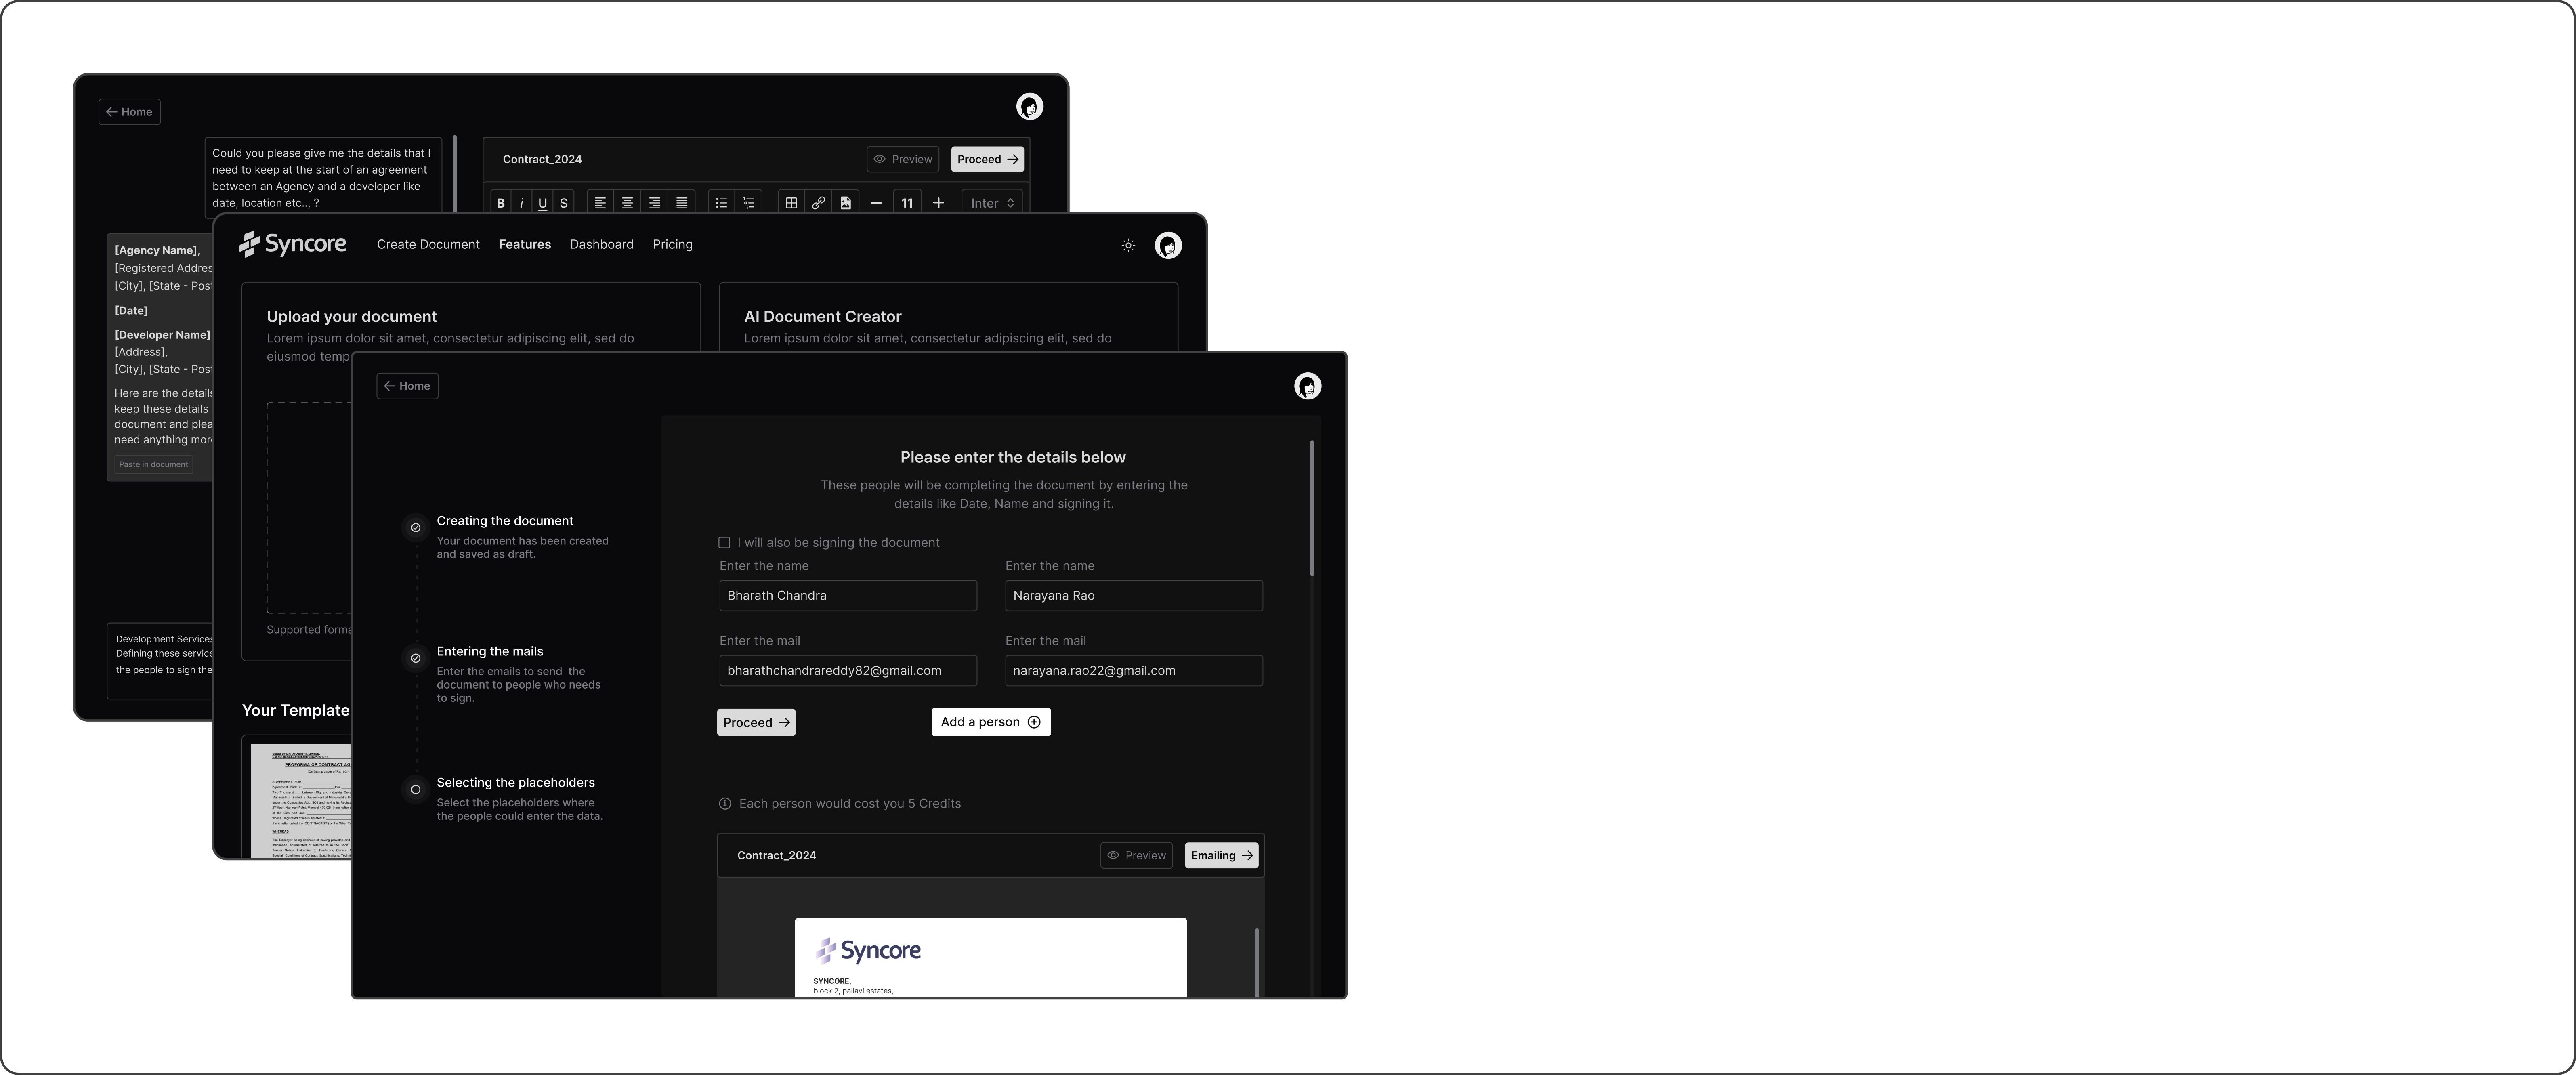 Home
Could you please give me the details that I
need to keep at the start of an agreement
between an Agency and a developer like
date, location etc.., ?
Contract_2024
Preview
Proceed
B i U S
11
Inter
[Agency Name],
[Registered Addres
[City], [State - Post
[Date]
[Developer Name]
[Address],
[City], [State - Post
Here are the details
keep these details
document and plea
need anything mor
Paste in document
Development Services
Defining these service
the people to sign the
Syncore
Create Document
Features
Dashboard
Pricing
Upload your document
Lorem ipsum dolor sit amet, consectetur adipiscing elit, sed do
eiusmod temp
AI Document Creator
Lorem ipsum dolor sit amet, consectetur adipiscing elit, sed do
Supported forma
Your Template
PROFORMA OF CONTRACT AG
WHEREAS
Home
Creating the document
Your document has been created
and saved as draft.
Entering the mails
Enter the emails to send the
document to people who needs
to sign.
Selecting the placeholders
Select the placeholders where
the people could enter the data.
Please enter the details below
These people will be completing the document by entering the
details like Date, Name and signing it.
I will also be signing the document
Enter the name
Bharath Chandra
Enter the name
Narayana Rao
Enter the mail
bharathchandrareddy82@gmail.com
Enter the mail
narayana.rao22@gmail.com
Proceed
Add a person
Each person would cost you 5 Credits
Contract_2024
Preview
Emailing
Syncore
SYNCORE,
block 2, pallavi estates,